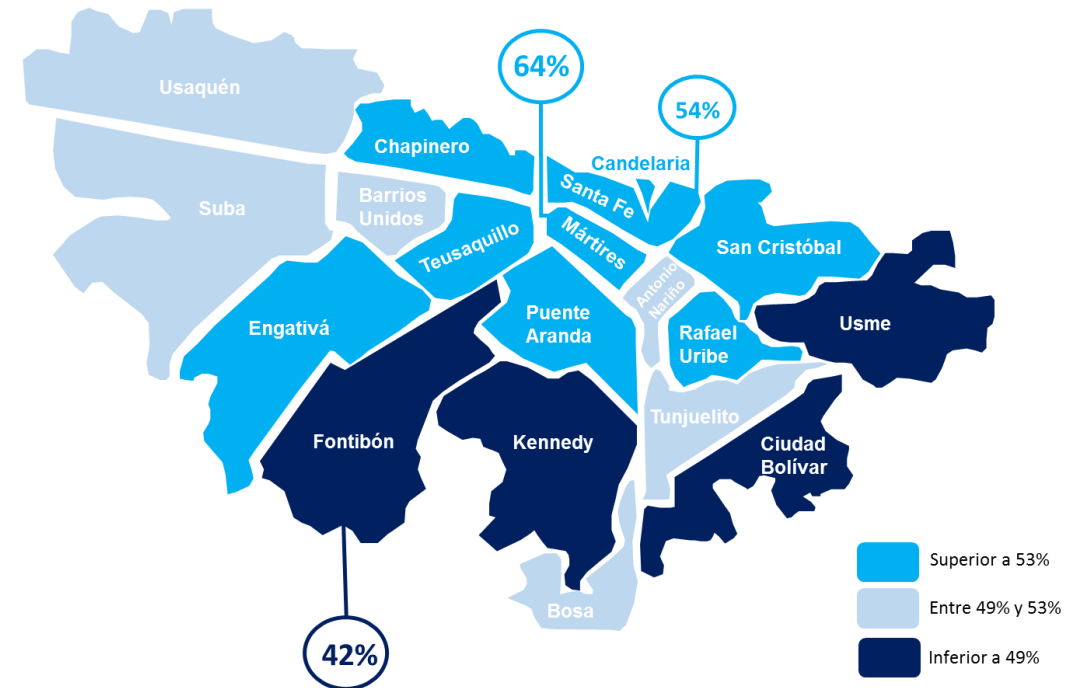 64%
54%
Usaquén
Chapinero
Candelaria
Santa Fe
Barrios
Unidos
Suba
Mártires
Teusaquillo
San Cristóbal
Antonio
Nariño
Engativá
Puente
Aranda
Rafael
Uribe
Usme
Tunjuelito
Fontibón
Kennedy
Ciudad
Bolívar
Bosa
42%
Superior a 53%
Entre 49% y 53%
Inferior a 49%